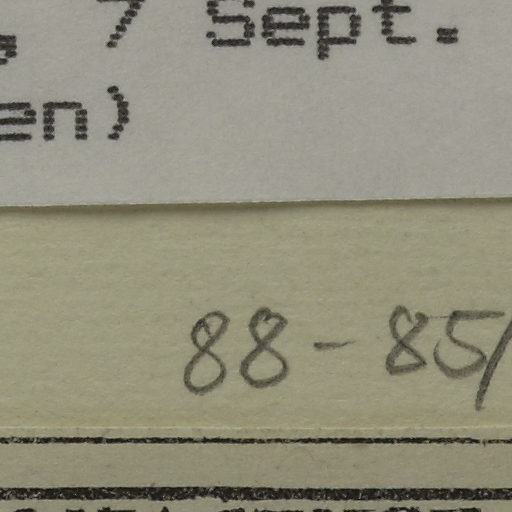 , 7 Sept.
en)
88-85/